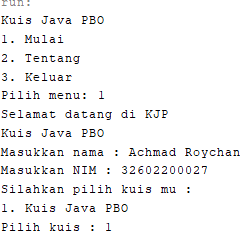 run:
Kuis Java PBO
1. Mulai
2. Tentang
3. Keluar
Pilih menu: 1
Selamat datang di KJP
Kuis Java PBO
Masukkan nama : Achmad Roychan
Masukkan NIM : 32602200027
Silahkan pilih kuis mu :
1. Kuis Java PBO
Pilih kuis : 1